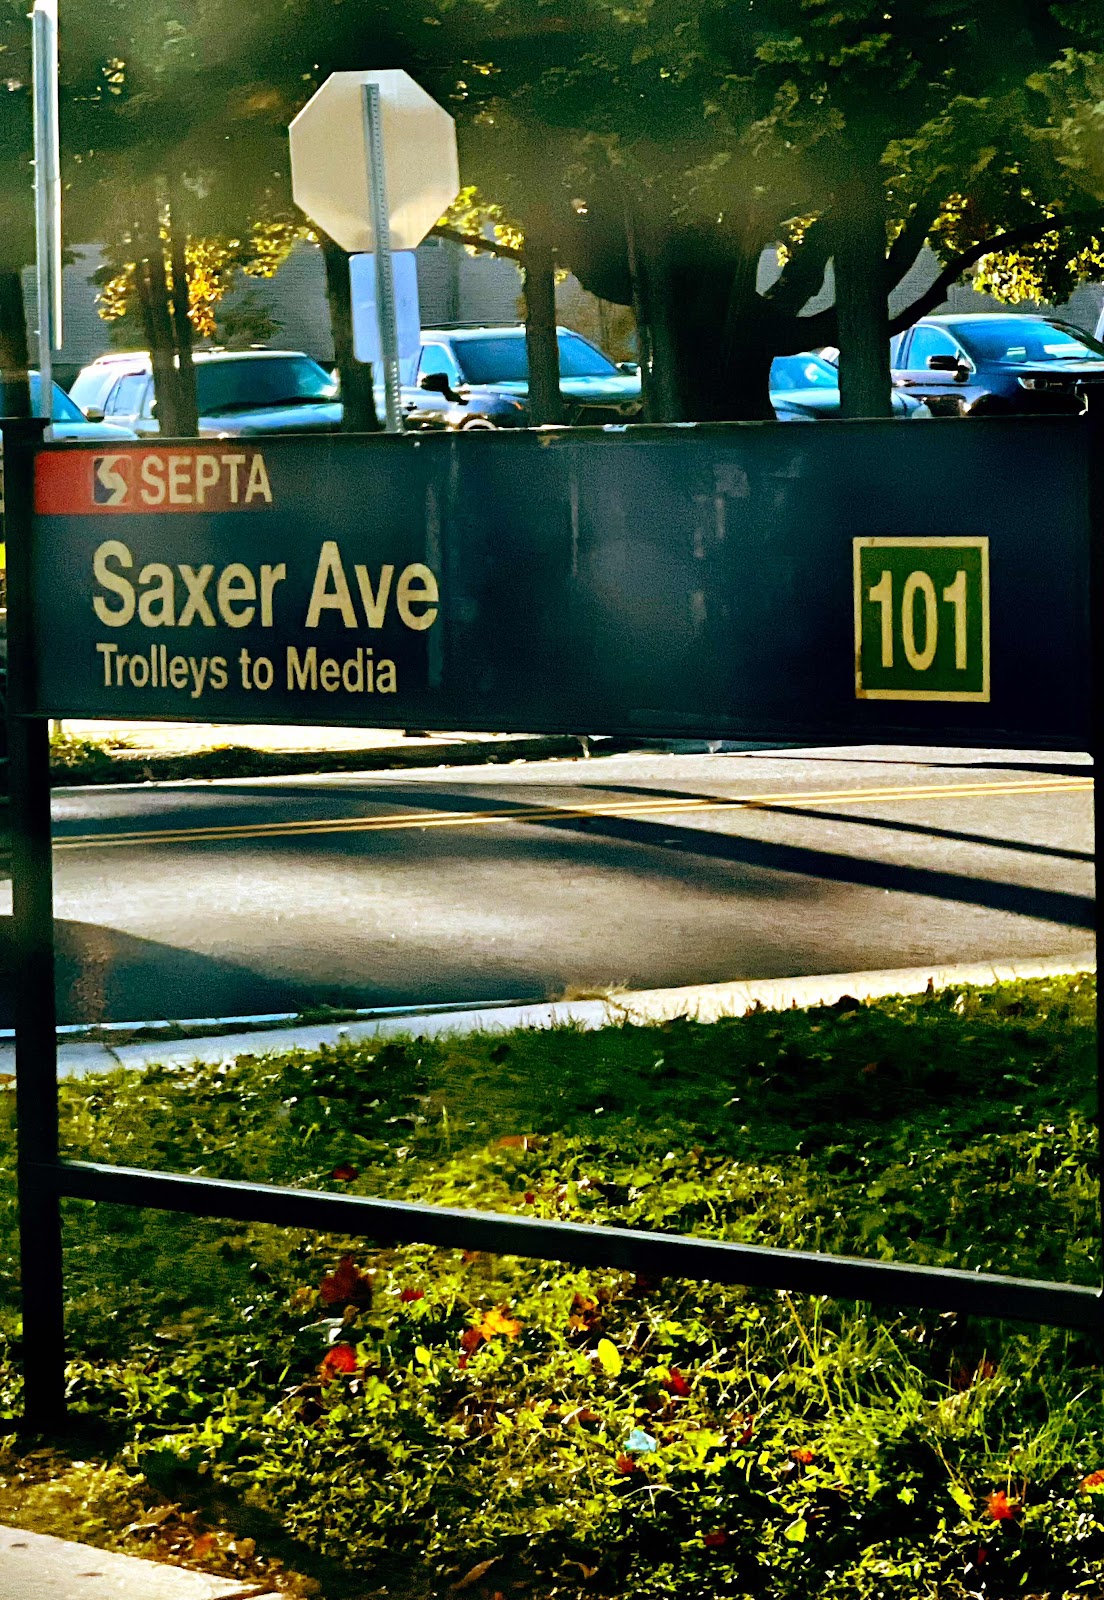 SEPTA
Saxer Ave
Trolleys to Media
101